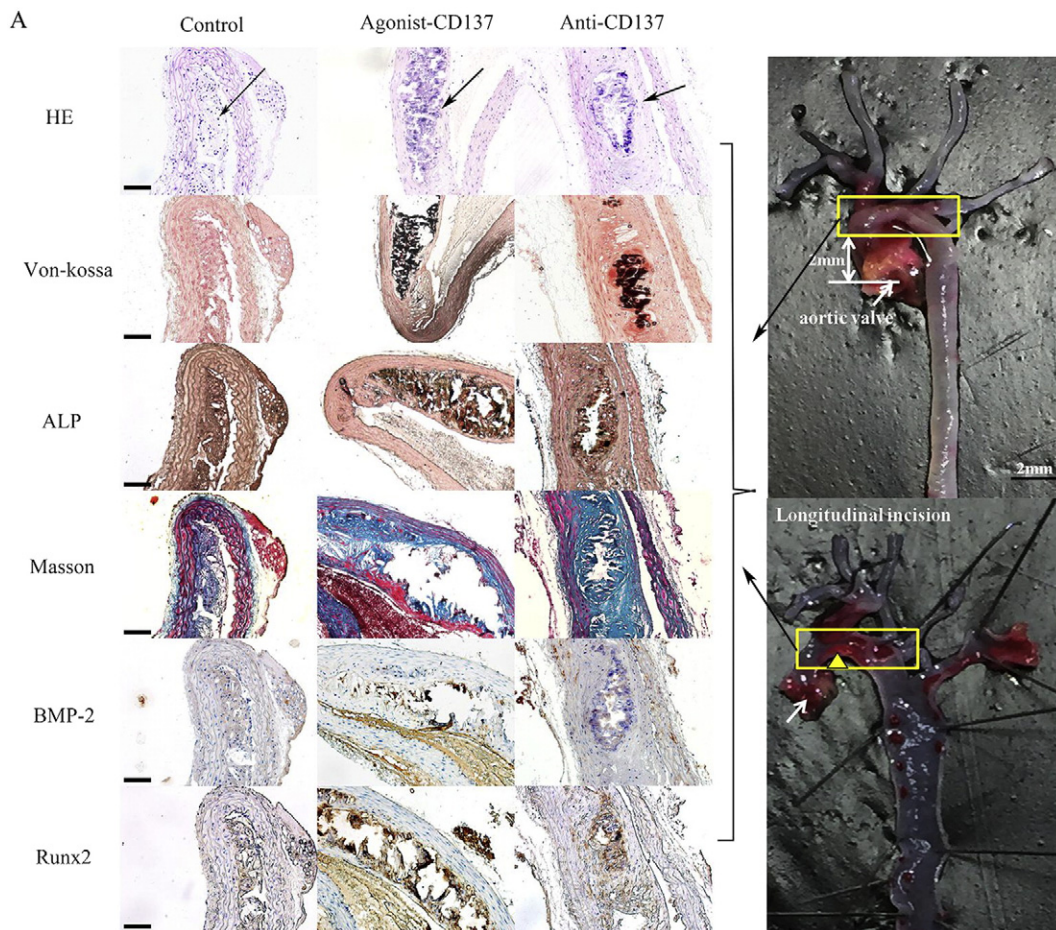 A
Control
Agonist-CD137
Anti-CD137
HE
Von-kossa
ALP
Masson
BMP-2
Runx2
2mm
aortic valve
2mm
Longitudinal incision